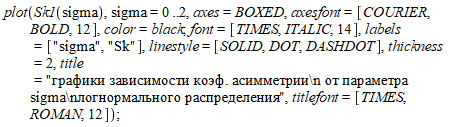 plot(Sk1(sigma), sigma = 0 ..2, axes = BOXED, axesfont = [COURIER,
BOLD, 12], color = black, font = [TIMES, ITALIC, 14], labels
= ["sigma", "Sk"], linestyle = [SOLID, DOT, DASHDOT], thickness
= 2, title
= "графики зависимости коэф. асимметрии\n от параметра
sigma\nлогнормального распределения", titlefont = [TIMES,
ROMAN, 12]);